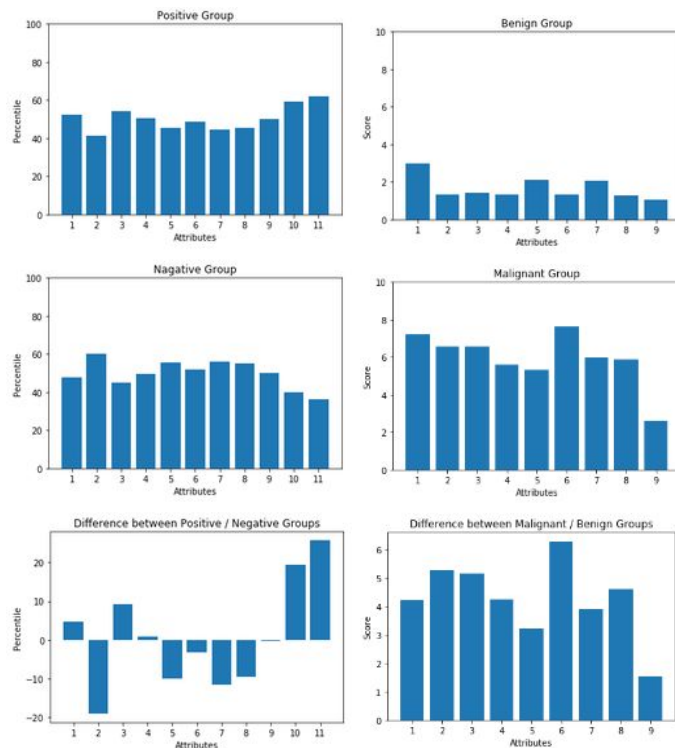 Positive Group
100
80
60
40
20
0
Percentile
1 2 3 4 5 6 7 8 9 10 11
Attributes
Benign Group
10
8
6
4
2
0
Score
1 2 3 4 5 6 7 8 9
Attributes
Nagative Group
100
80
60
40
20
0
Percentile
1 2 3 4 5 6 7 8 9 10 11
Attributes
Malignant Group
10
8
6
4
2
0
Score
1 2 3 4 5 6 7 8 9
Attributes
Difference between Positive / Negative Groups
20
10
0
−10
−20
Percentile
1 2 3 4 5 6 7 8 9 10 11
Attributes
Difference between Malignant / Benign Groups
6
5
4
3
2
1
0
Score
1 2 3 4 5 6 7 8 9
Attributes